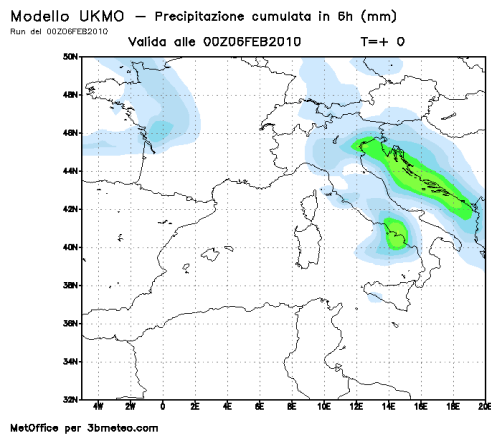 Modello UKMO – Precipitazione cumulata in 6h (mm)
Run del 00Z06FEB2010
Valida alle 00Z06FEB2010 T=+ 0
50N
48N
46N
44N
42N
40N
38N
36N
34N
32N
4W 2W 0 2E 4E 6E 8E 10E 12E 14E 16E 18E 20E
MetOffice per 3bmeteo.com